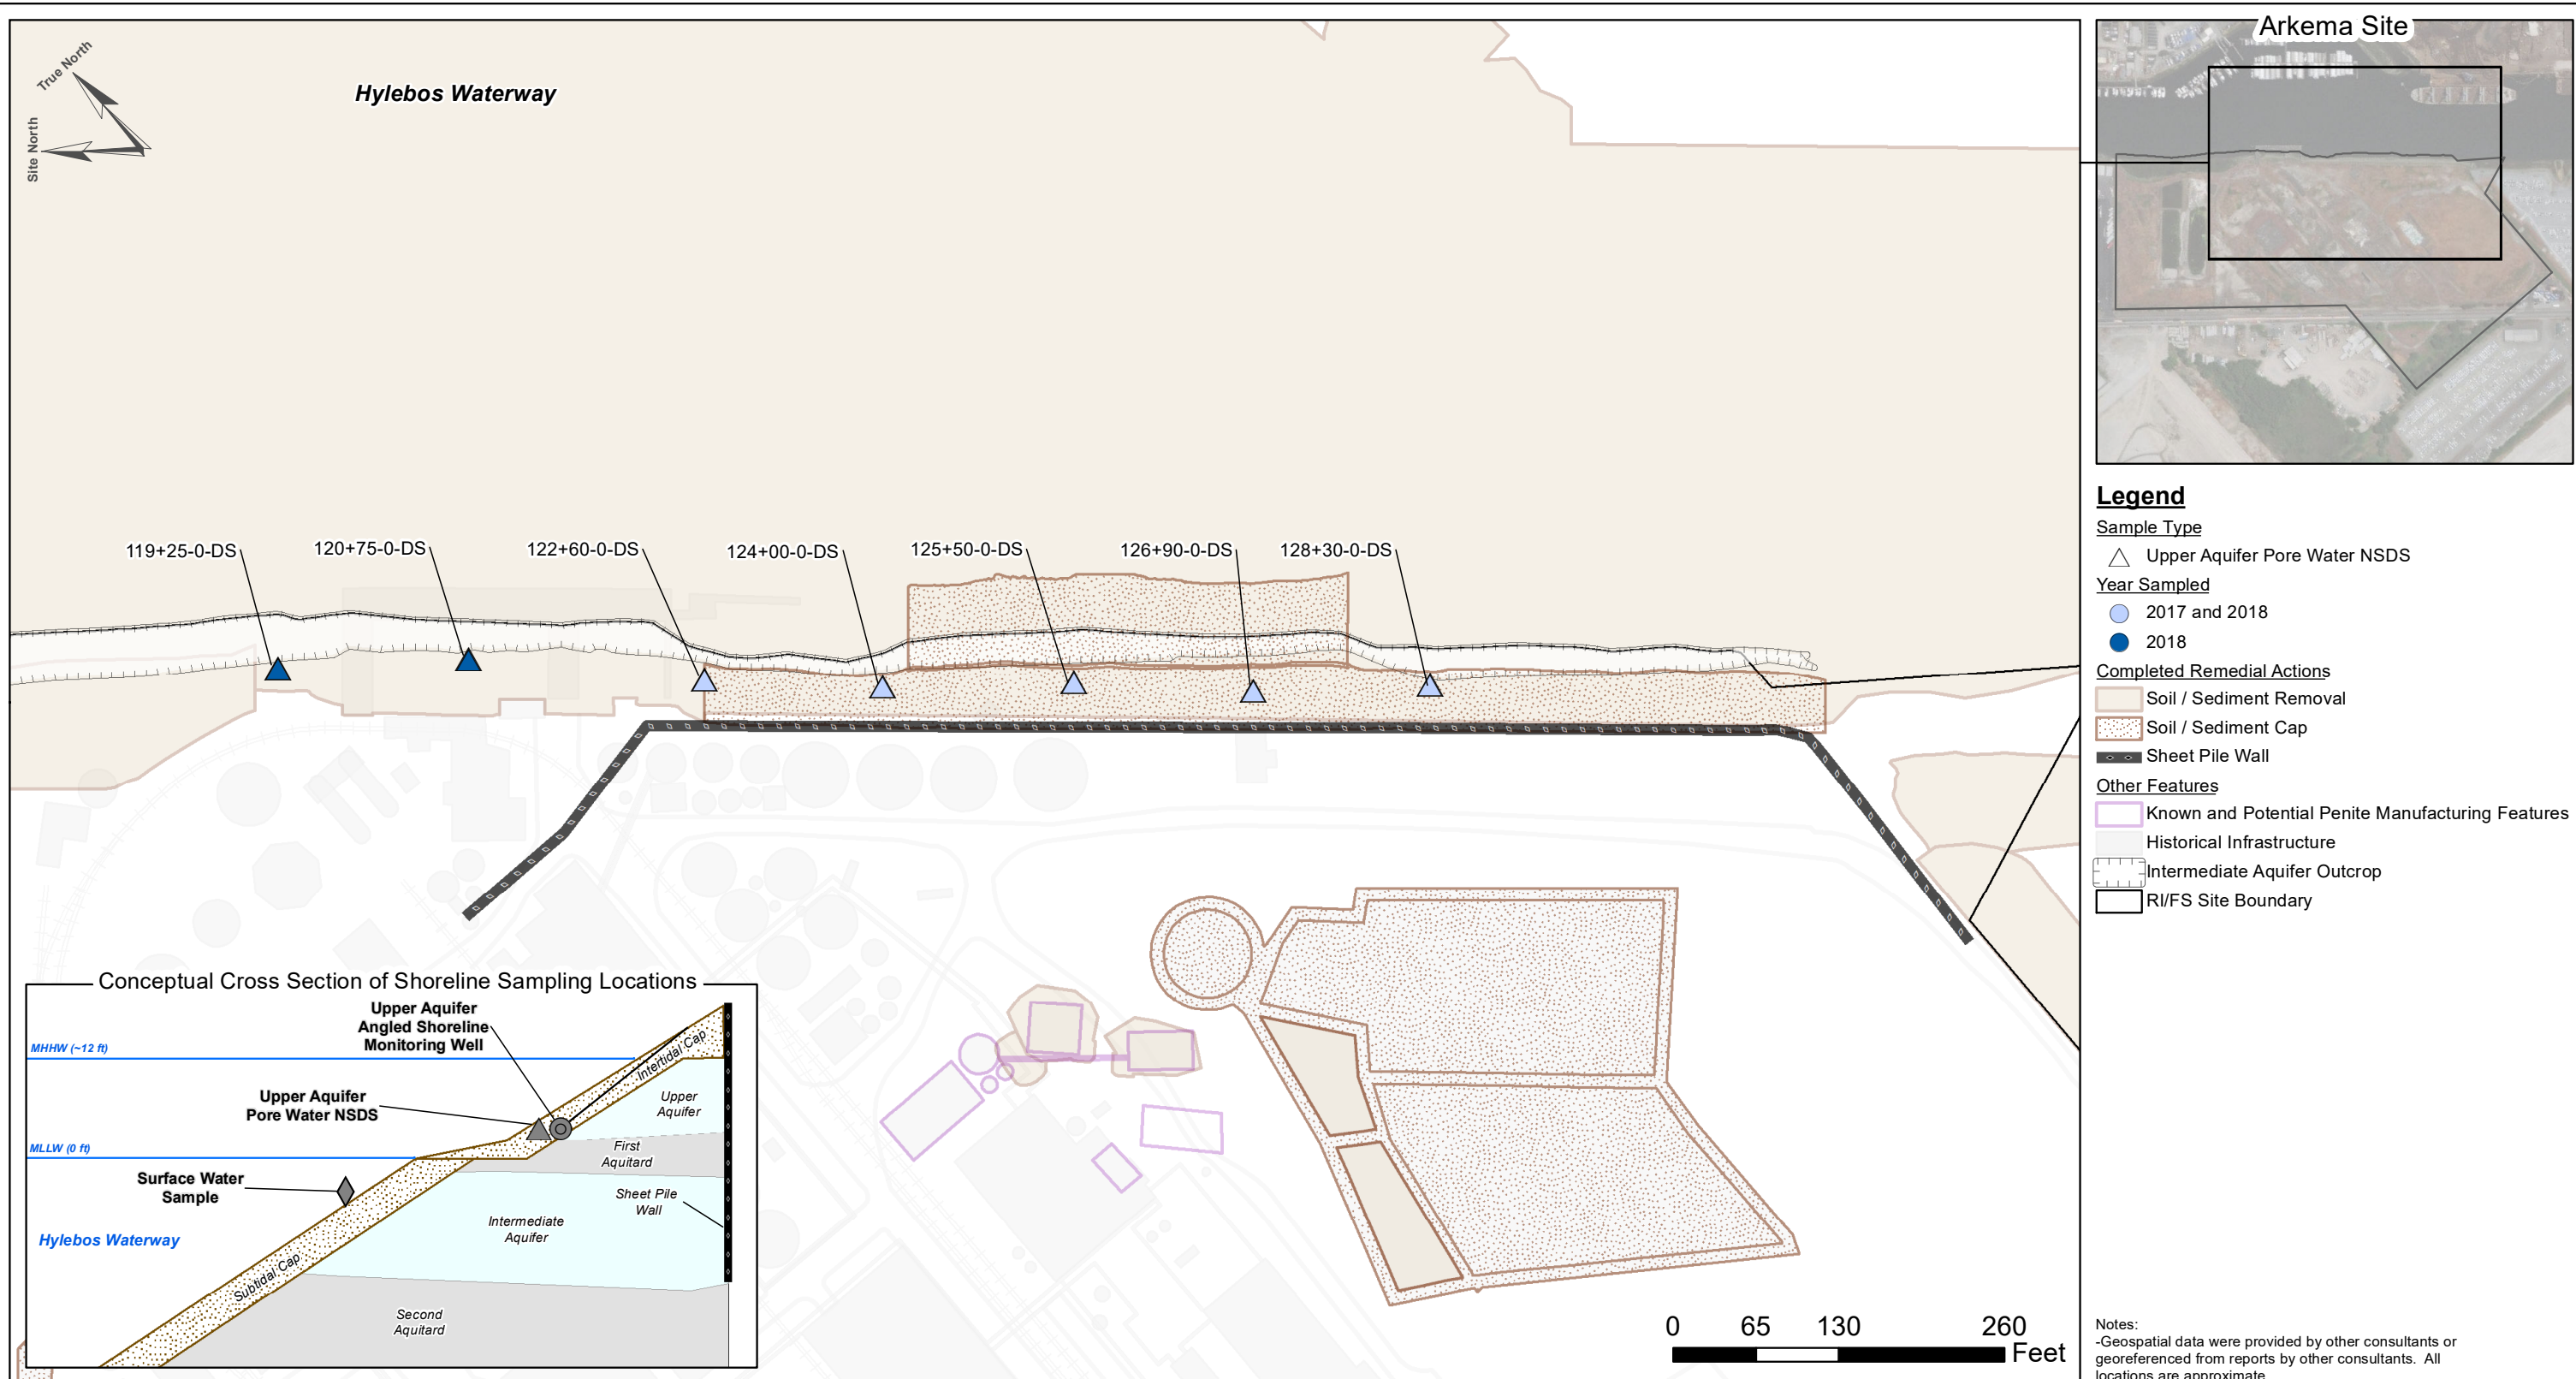 True North
Site North
Hylebos Waterway
119+25-0-DS
120+75-0-DS
122+60-0-DS
124+00-0-DS
125+50-0-DS
126+90-0-DS
128+30-0-DS
Conceptual Cross Section of Shoreline Sampling Locations
Upper Aquifer
Angled Shoreline
Monitoring Well
MHHW (~12 ft)
Intertidal Cap
Upper Aquifer
Pore Water NSDS
Upper
Aquifer
MLLW (0 ft)
First
Aquitard
Surface Water
Sample
Sheet Pile
Wall
Intermediate
Aquifer
Hylebos Waterway
Subtidal Cap
Second
Aquitard
0 65 130 260
Feet
Arkema Site
Legend
Sample Type
Upper Aquifer Pore Water NSDS
Year Sampled
2017 and 2018
2018
Completed Remedial Actions
Soil / Sediment Removal
Soil / Sediment Cap
Sheet Pile Wall
Other Features
Known and Potential Penite Manufacturing Features
Historical Infrastructure
Intermediate Aquifer Outcrop
RI/FS Site Boundary
Notes:
-Geospatial data were provided by other consultants or
georeferenced from reports by other consultants. All
locations are approximate